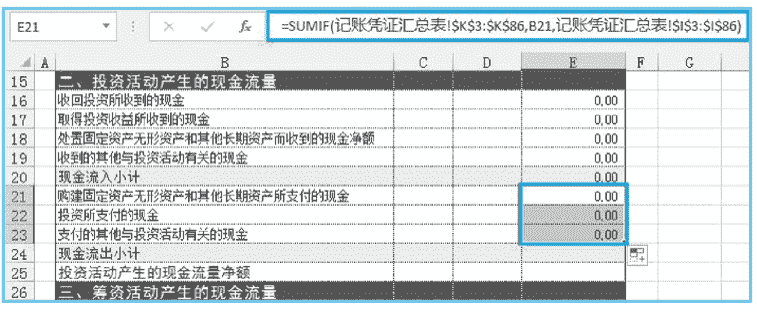 E21 fx =SUMIF(记账凭证汇总表!$K$3:$K$86,B21,记账凭证汇总表!$I$3:$I$86)
A B C D E F G
15 二、投资活动产生的现金流量
16 收回投资所收到的现金 0.00
17 取得投资收益所收到的现金 0.00
18 处置固定资产无形资产和其他长期资产而收到的现金净额 0.00
19 收到的其他与投资活动有关的现金 0.00
20 现金流入小计 0.00
21 购建固定资产无形资产和其他长期资产所支付的现金 0.00
22 投资所支付的现金 0.00
23 支付的其他与投资活动有关的现金 0.00
24 现金流出小计
25 投资活动产生的现金流量净额
26 三、筹资活动产生的现金流量